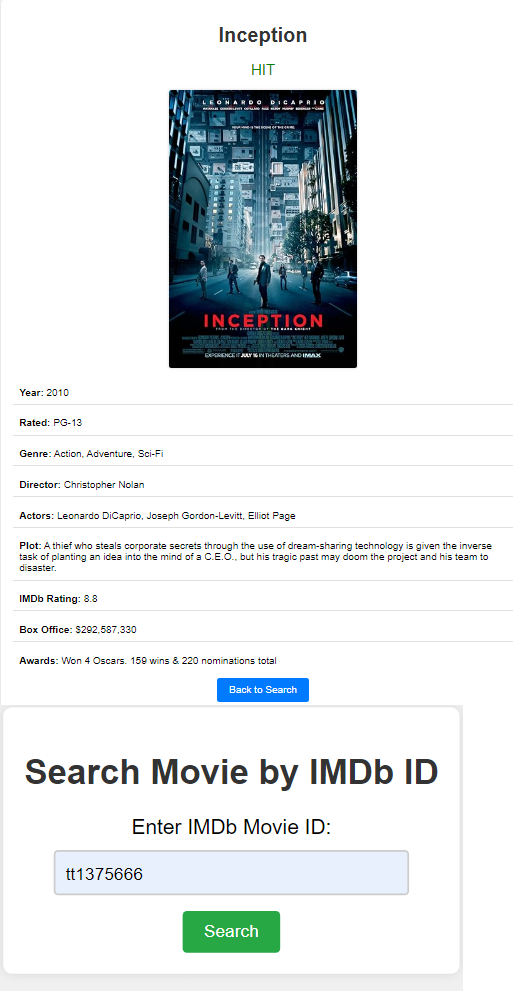 Inception
HIT
LEONARDO DICAPRIO
YOUR MIND IS THE SCENE OF THE CRIME.
INCEPTION
FROM THE DIRECTOR OF THE DARK KNIGHT
EXPERIENCE IT JULY 16 IN THEATERS AND IMAX
Year: 2010
Rated: PG-13
Genre: Action, Adventure, Sci-Fi
Director: Christopher Nolan
Actors: Leonardo DiCaprio, Joseph Gordon-Levitt, Elliot Page
Plot: A thief who steals corporate secrets through the use of dream-sharing technology is given the inverse
task of planting an idea into the mind of a C.E.O., but his tragic past may doom the project and his team to
disaster.
IMDb Rating: 8.8
Box Office: $292,587,330
Awards: Won 4 Oscars. 159 wins & 220 nominations total
Back to Search
Search Movie by IMDb ID
Enter IMDb Movie ID:
tt1375666
Search